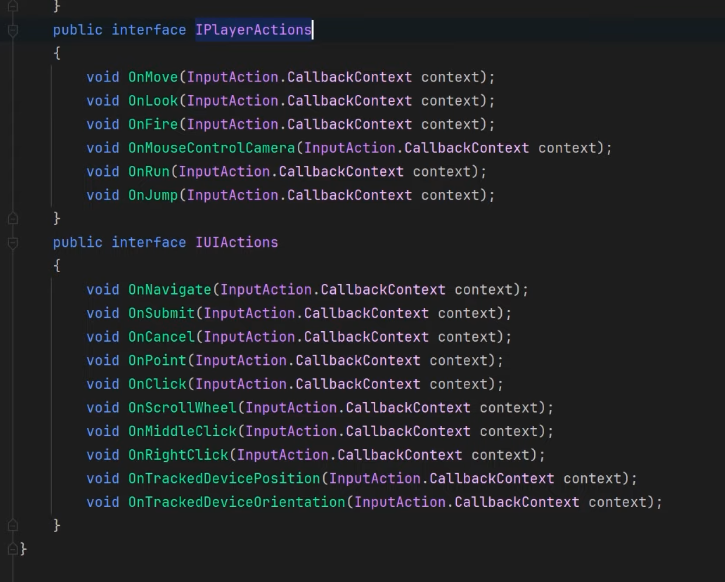 }
public interface IPlayerActions
{
void OnMove(InputAction.CallbackContext context);
void OnLook(InputAction.CallbackContext context);
void OnFire(InputAction.CallbackContext context);
void OnMouseControlCamera(InputAction.CallbackContext context);
void OnRun(InputAction.CallbackContext context);
void OnJump(InputAction.CallbackContext context);
}
public interface IUIActions
{
void OnNavigate(InputAction.CallbackContext context);
void OnSubmit(InputAction.CallbackContext context);
void OnCancel(InputAction.CallbackContext context);
void OnPoint(InputAction.CallbackContext context);
void OnClick(InputAction.CallbackContext context);
void OnScrollWheel(InputAction.CallbackContext context);
void OnMiddleClick(InputAction.CallbackContext context);
void OnRightClick(InputAction.CallbackContext context);
void OnTrackedDevicePosition(InputAction.CallbackContext context);
void OnTrackedDeviceOrientation(InputAction.CallbackContext context);
}
}